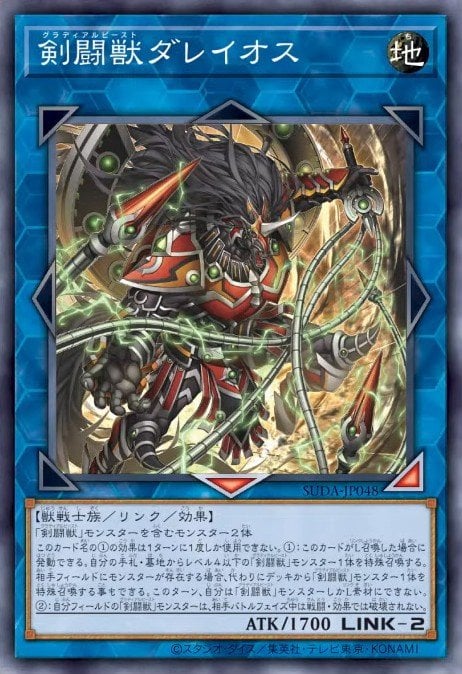 グラディアルビースト
剣闘獣ダレイオス
ち
地
SUDA-JP048
じゅうせんしぞく こうか
【獣戦士族／リンク／効果】
「剣闘獣」モンスターを含むモンスター2体
このカード名の①の効果は1ターンに1度しか使用できない。①：このカードがL召喚した場合に
発動できる。自分の手札・墓地からレベル4以下の「剣闘獣」モンスター1体を特殊召喚する。
相手フィールドにモンスターが存在する場合、代わりにデッキから「剣闘獣」モンスター1体を
特殊召喚する事もできる。このターン、自分は「剣闘獣」モンスターしかL素材にできない。
②：自分フィールドの「剣闘獣」モンスターは、相手バトルフェイズ中は戦闘・効果では破壊されない。
ATK/1700 LINK-2
©スタジオ・ダイス／集英社・テレビ東京・KONAMI